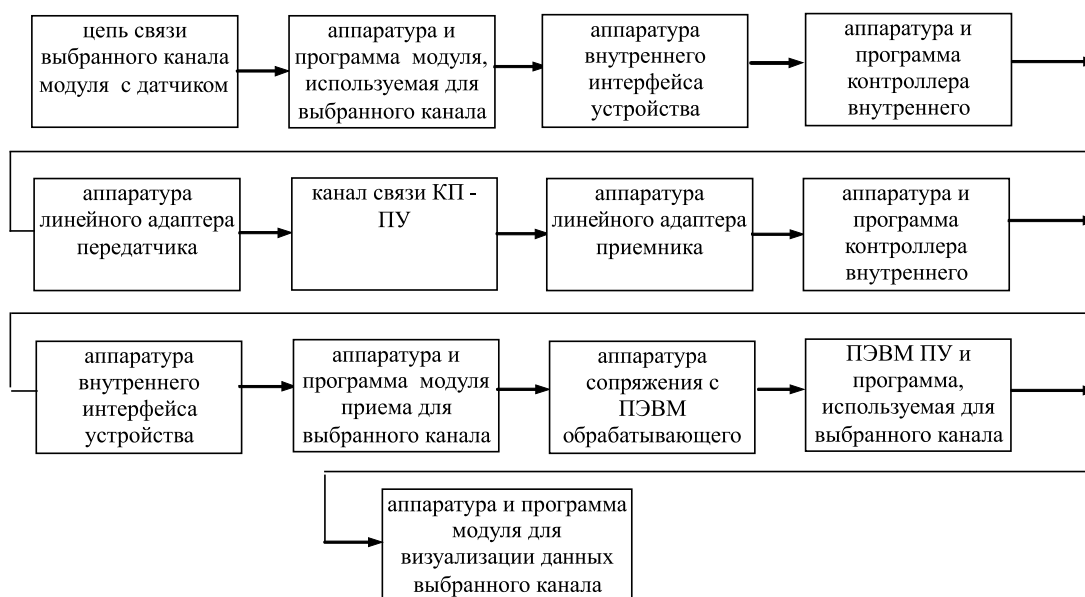 цепь связи
выбранного канала
модуля с датчиком
аппаратура и
программа модуля,
используемая для
выбранного канала
аппаратура
внутреннего
интерфейса
устройства
аппаратура и
программа
контроллера
внутреннего
аппаратура
линейного адаптера
передатчика
канал связи КП -
ПУ
аппаратура
линейного адаптера
приемника
аппаратура и
программа
контроллера
внутреннего
аппаратура
внутреннего
интерфейса
устройства
аппаратура и
программа модуля
приема для
выбранного канала
аппаратура
сопряжения с
ПЭВМ
обрабатывающего
ПЭВМ ПУ и
программа,
используемая для
выбранного канала
аппаратура и программа
модуля для
визуализации данных
выбранного канала